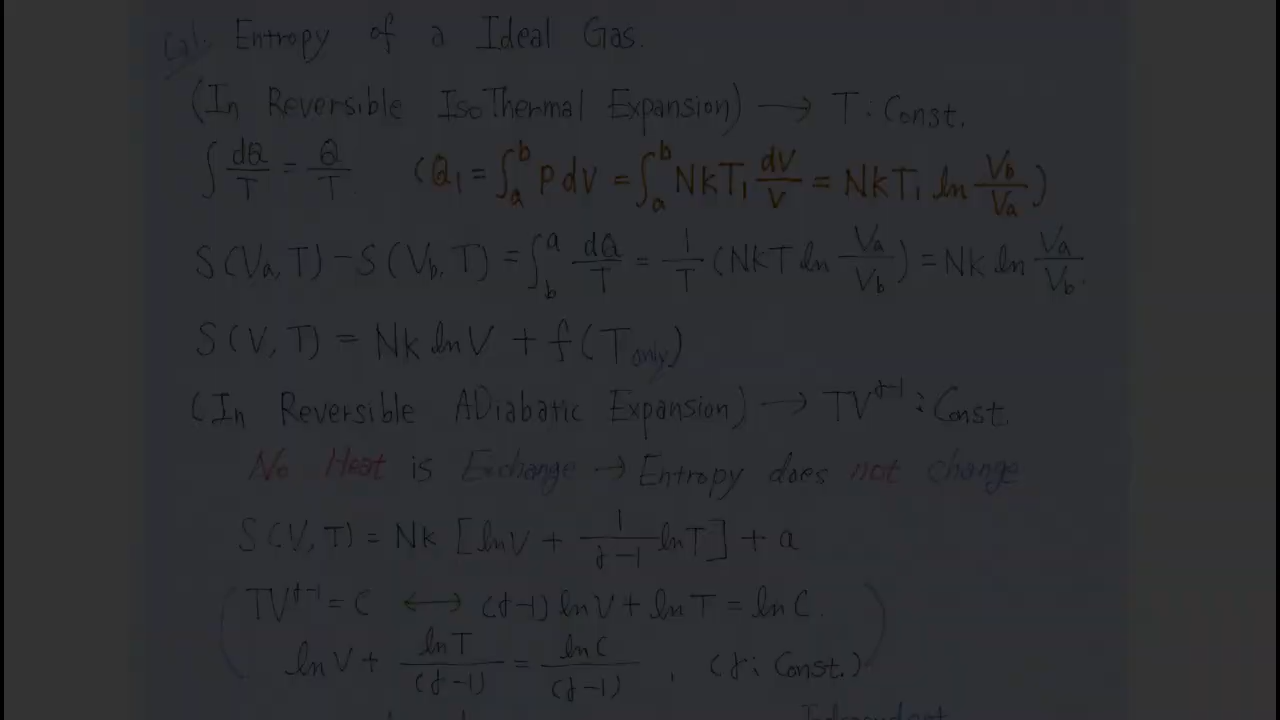 Entropy of a Ideal Gas.
(In Reversible IsoThermal Expansion) → T : Const.
∫ dQ/T = Q/T (Q₁ = ∫ₐᵇ P dV = ∫ₐᵇ NkT₁ dV/V = NkT₁ ln Vb/Va)
S(Va, T) - S(Vb, T) = ∫_b^a dQ/T = 1/T (NkT ln Va/Vb) = Nk ln Va/Vb.
S(V, T) = Nk ln V + f(T only)
(In Reversible ADiabatic Expansion) → TV^(γ-1) : Const.
No Heat is Exchange → Entropy does not change
S(V, T) = Nk [ln V + 1/(γ-1) ln T] + a
(TV^(γ-1) = C ↔ (γ-1) ln V + ln T = ln C.
ln V + ln T/(γ-1) = ln C/(γ-1) , (γ : Const.))
Independent